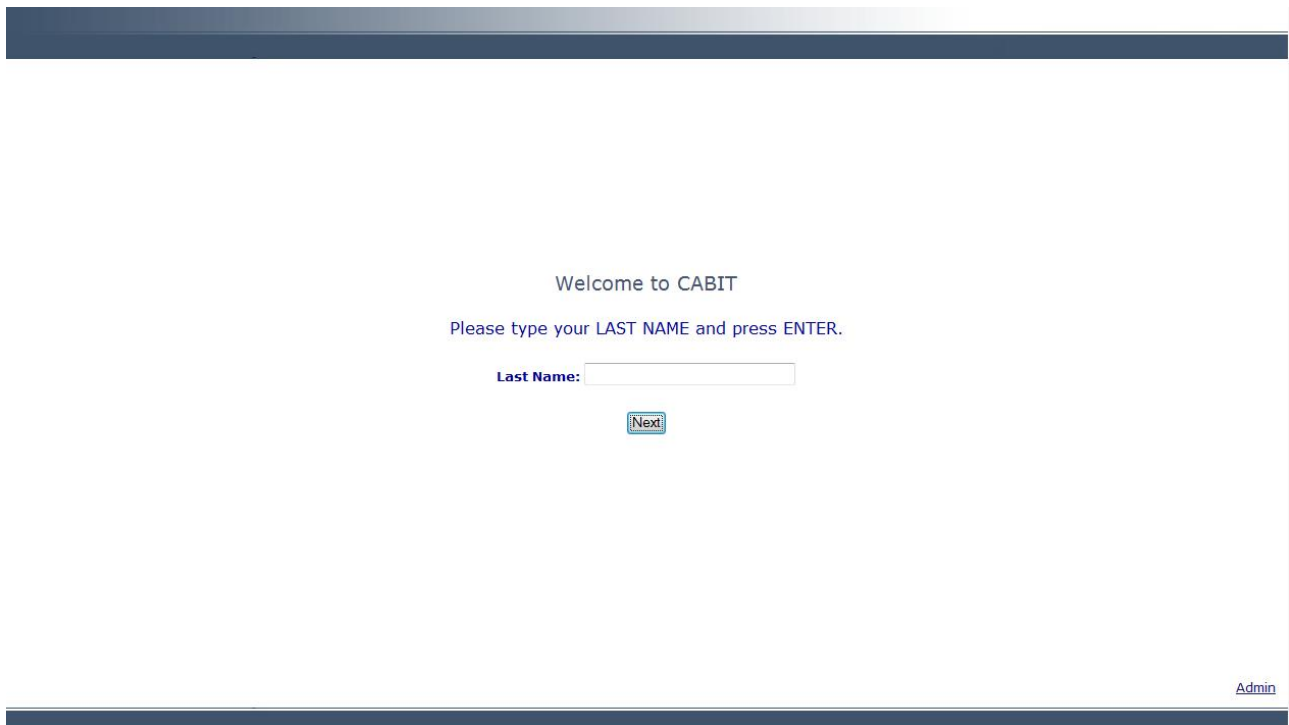 Welcome to CABIT
Please type your LAST NAME and press ENTER.
Last Name:
Next
Admin